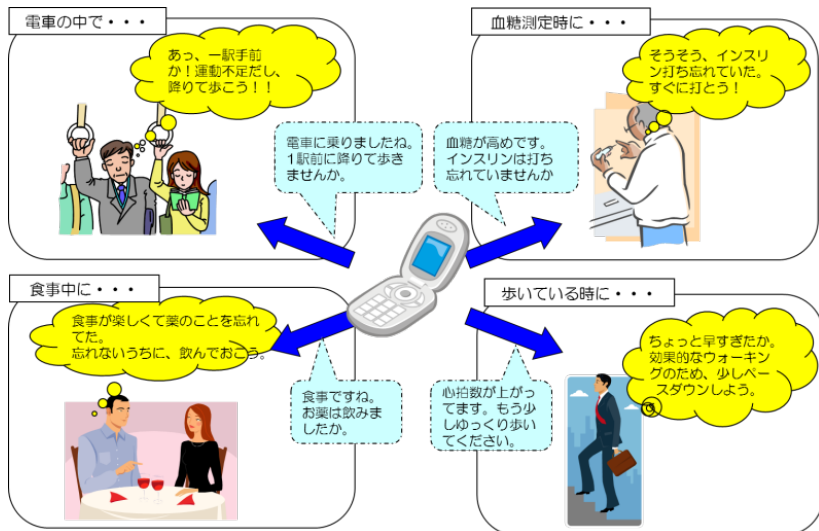 電車の中で・・・
あっ、一駅手前
か！運動不足だし、
降りて歩こう！！
電車に乗りましたね。
１駅前に降りて歩き
ませんか。
血糖測定時に・・・
そうそう、インスリ
ン打ち忘れていた。
すぐに打とう！
血糖が高めです。
インスリンは打ち
忘れていませんか
食事中に・・・
食事が楽しくて薬のことを忘れ
てた。
忘れないうちに、飲んでおこう。
食事ですね。
お薬は飲みま
したか。
歩いている時に・・・
ちょっと早すぎたか。
効果的なウォーキン
グのため、少しペー
スダウンしよう。
心拍数が上がっ
てます。もう少
しゆっくり歩い
てください。